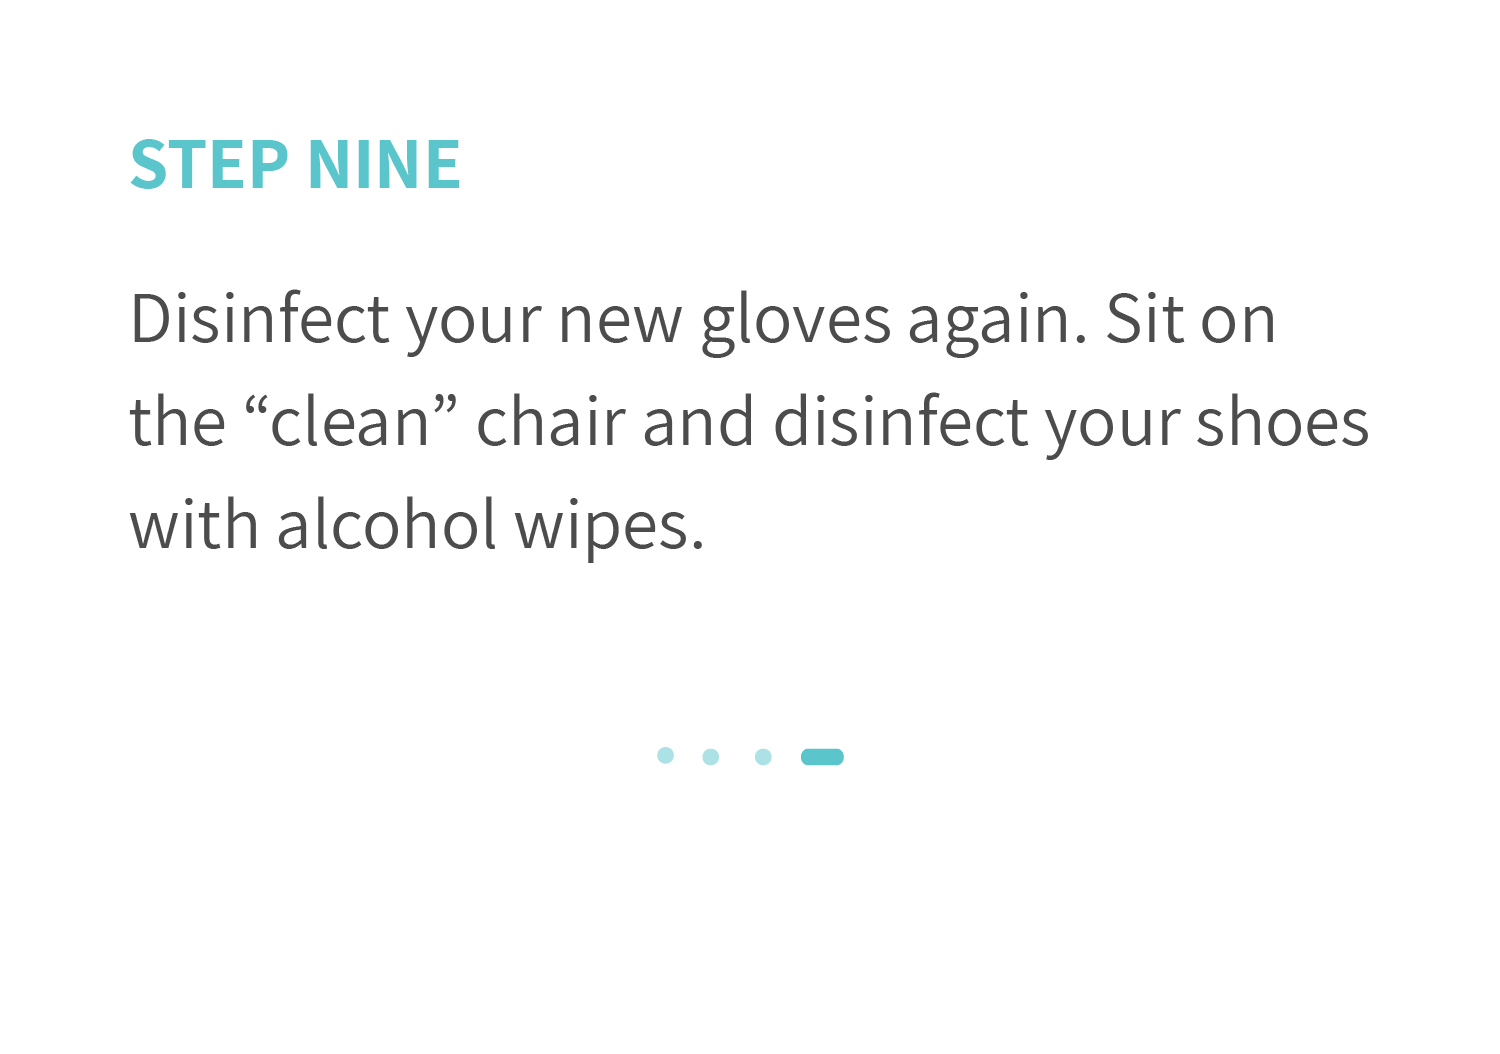 STEP NINE
Disinfect your new gloves again. Sit on
the “clean” chair and disinfect your shoes
with alcohol wipes.